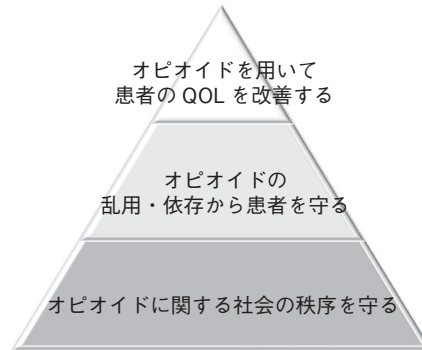 オピオイドを用いて
患者の QOL を改善する
オピオイドの
乱用・依存から患者を守る
オピオイドに関する社会の秩序を守る